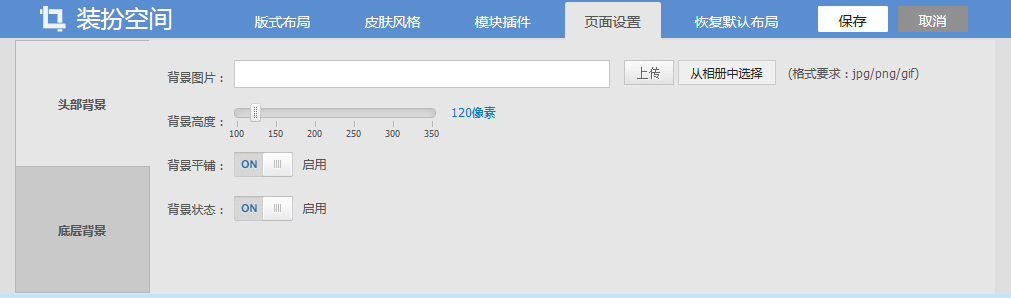 装扮空间 版式布局 皮肤风格 模块插件 页面设置 恢复默认布局 保存 取消
头部背景
底层背景
背景图片： 上传 从相册中选择 (格式要求：jpg/png/gif)
背景高度： 120像素
100 150 200 250 300 350
背景平铺： ON 启用
背景状态： ON 启用